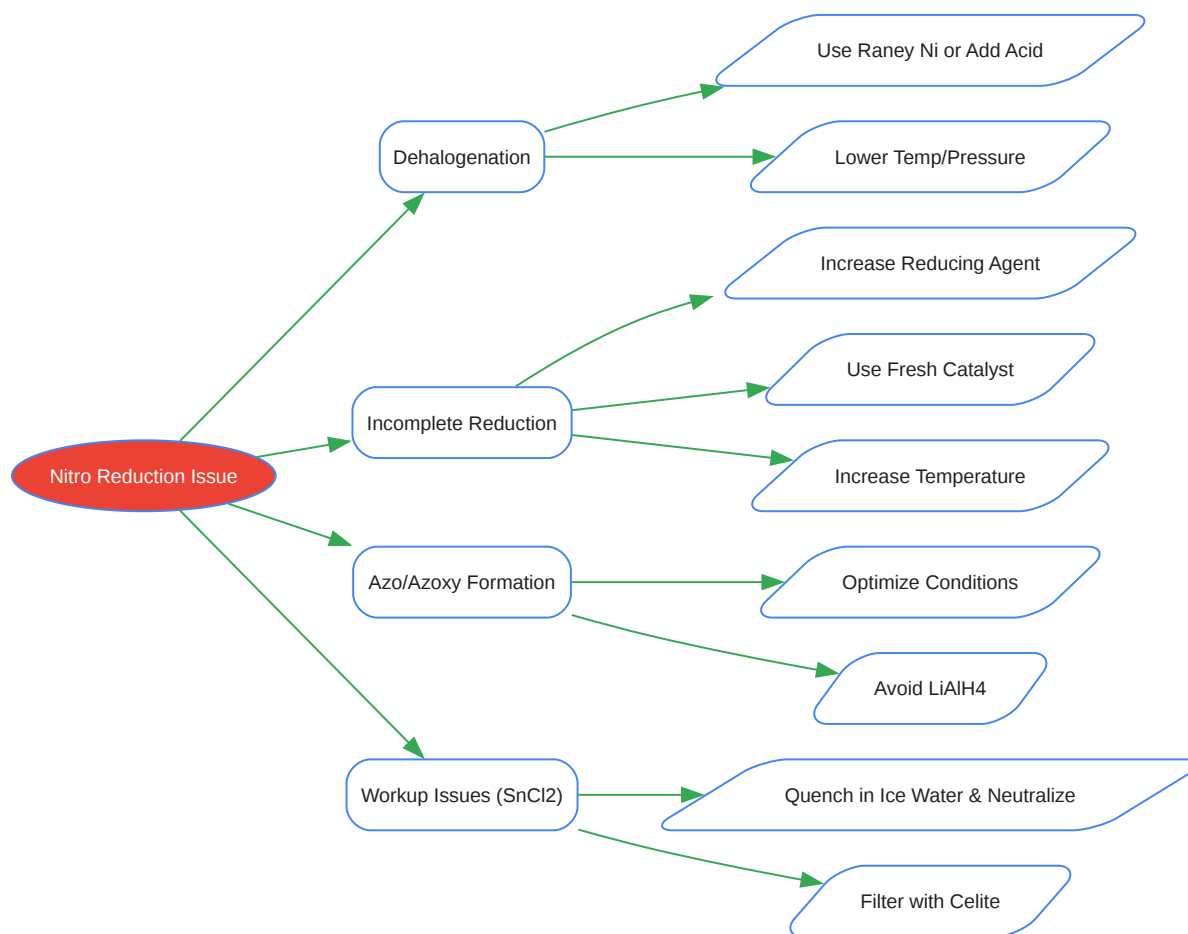 Use Raney Ni or Add Acid
Dehalogenation
Lower Temp/Pressure
Increase Reducing Agent
Use Fresh Catalyst
Incomplete Reduction
Nitro Reduction Issue
Increase Temperature
Azo/Azoxy Formation
Optimize Conditions
Avoid LiAlH4
Workup Issues (SnCl2)
Quench in Ice Water & Neutralize
Filter with Celite